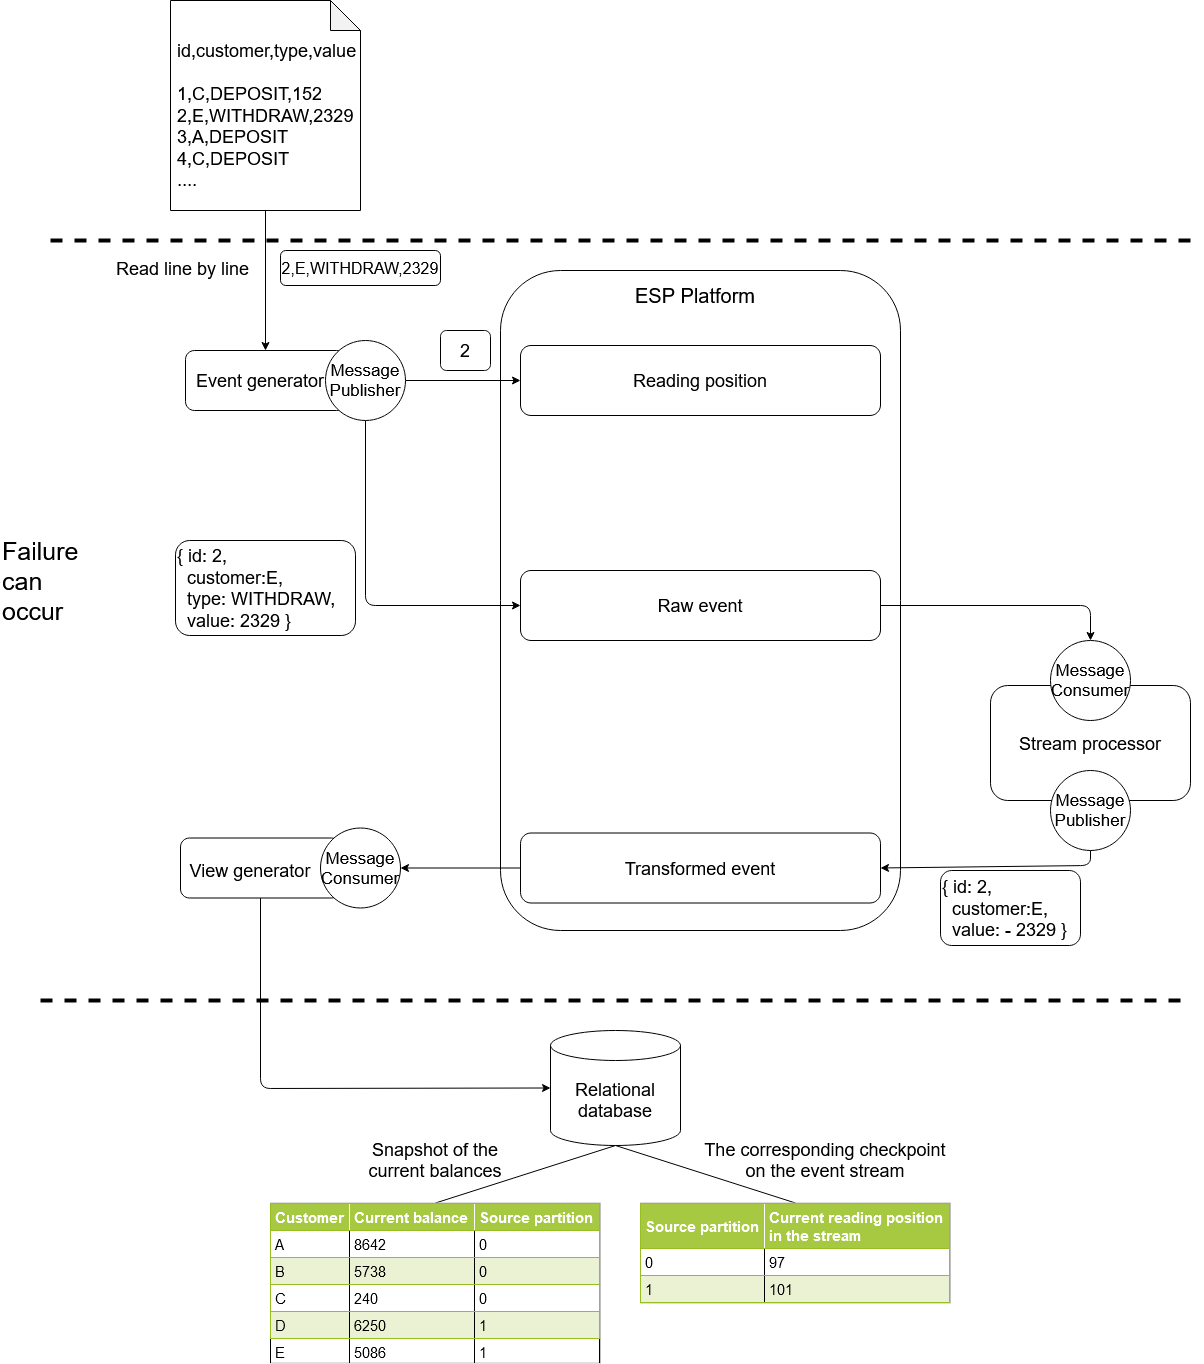 id,customer,type,value
1,C,DEPOSIT,152
2,E,WITHDRAW,2329
3,A,DEPOSIT
4,C,DEPOSIT
....
Read line by line
2,E,WITHDRAW,2329
ESP Platform
2
Event generator
Message
Publisher
Reading position
Failure
can
occur
{ id: 2,
customer:E,
type: WITHDRAW,
value: 2329 }
Raw event
Message
Consumer
Stream processor
Message
Publisher
View generator
Message
Consumer
Transformed event
{ id: 2,
customer:E,
value: - 2329 }
Relational
database
Snapshot of the
current balances
The corresponding checkpoint
on the event stream
Customer Current balance Source partition
A 8642 0
B 5738 0
C 240 0
D 6250 1
E 5086 1
Source partition Current reading position
in the stream
0 97
1 101